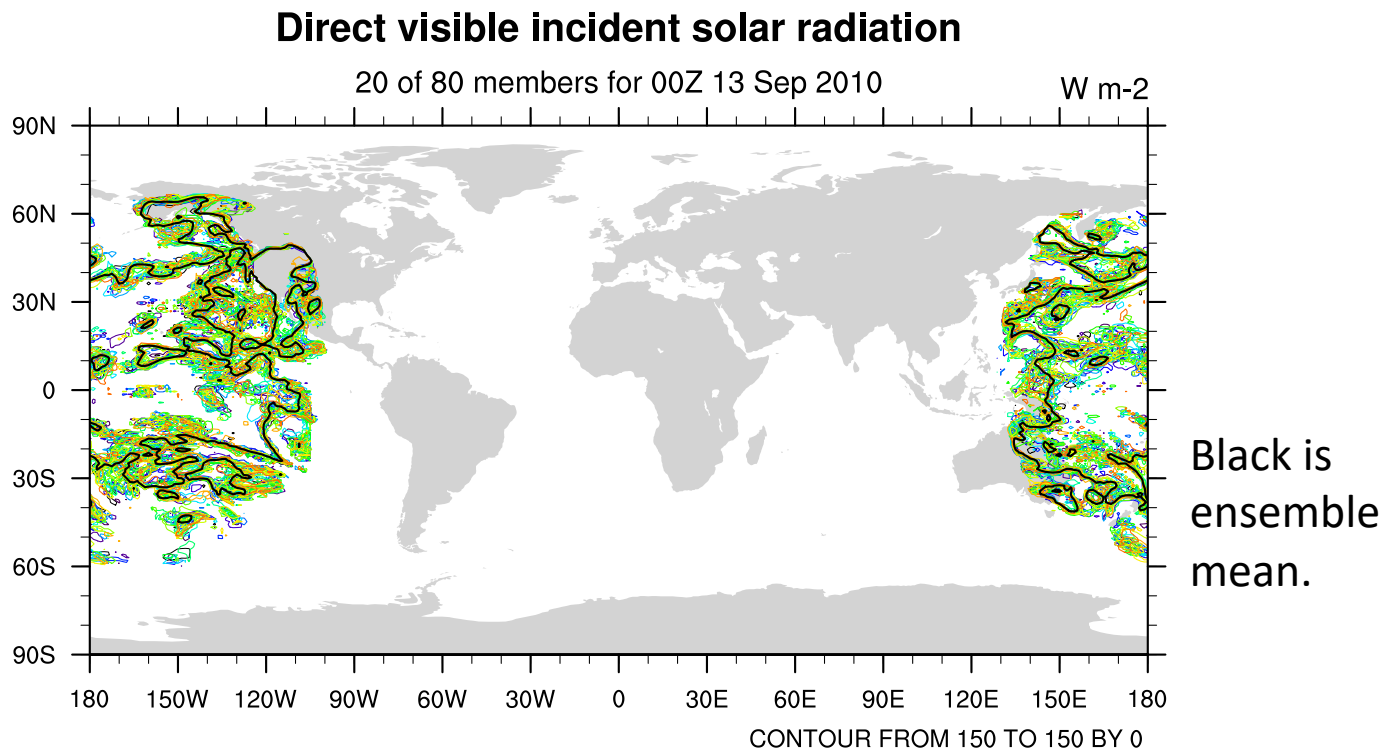 Direct visible incident solar radiation
20 of 80 members for 00Z 13 Sep 2010
W m-2
90N
60N
30N
0
30S
60S
90S
Black is
ensemble
mean.
180 150W 120W 90W 60W 30W 0 30E 60E 90E 120E 150E 180
CONTOUR FROM 150 TO 150 BY 0